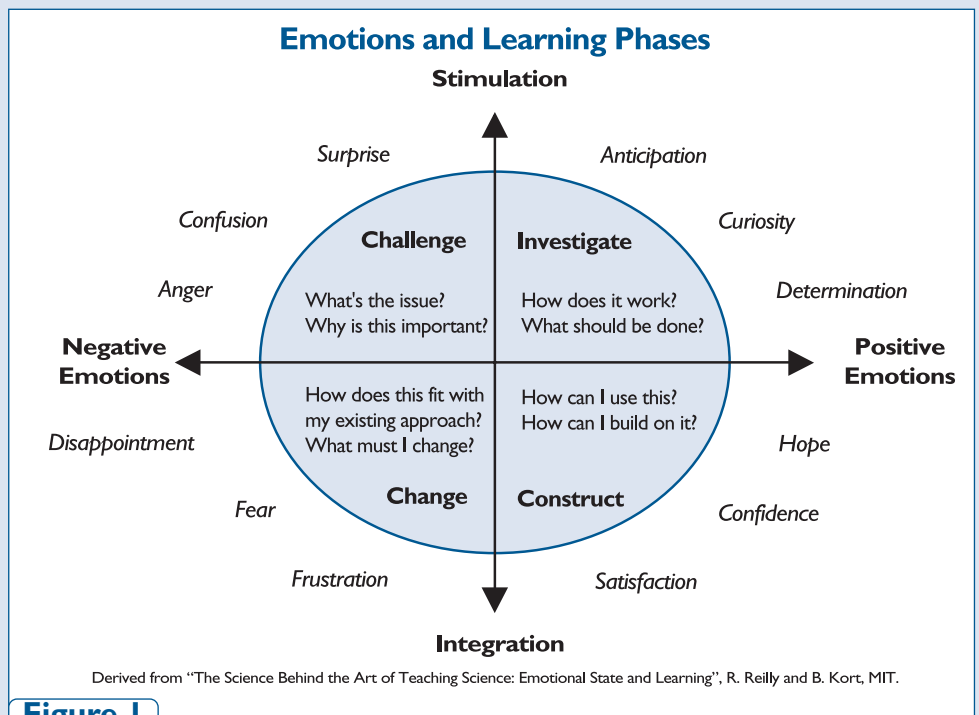 Emotions and Learning Phases
Stimulation
Surprise
Anticipation
Confusion
Curiosity
Challenge
Investigate
Anger
Determination
What's the issue?
Why is this important?
How does it work?
What should be done?
Negative
Emotions
Positive
Emotions
How does this fit with
my existing approach?
What must I change?
How can I use this?
How can I build on it?
Disappointment
Hope
Change
Construct
Fear
Confidence
Frustration
Satisfaction
Integration
Derived from “The Science Behind the Art of Teaching Science: Emotional State and Learning”, R. Reilly and B. Kort, MIT.
Figure 1